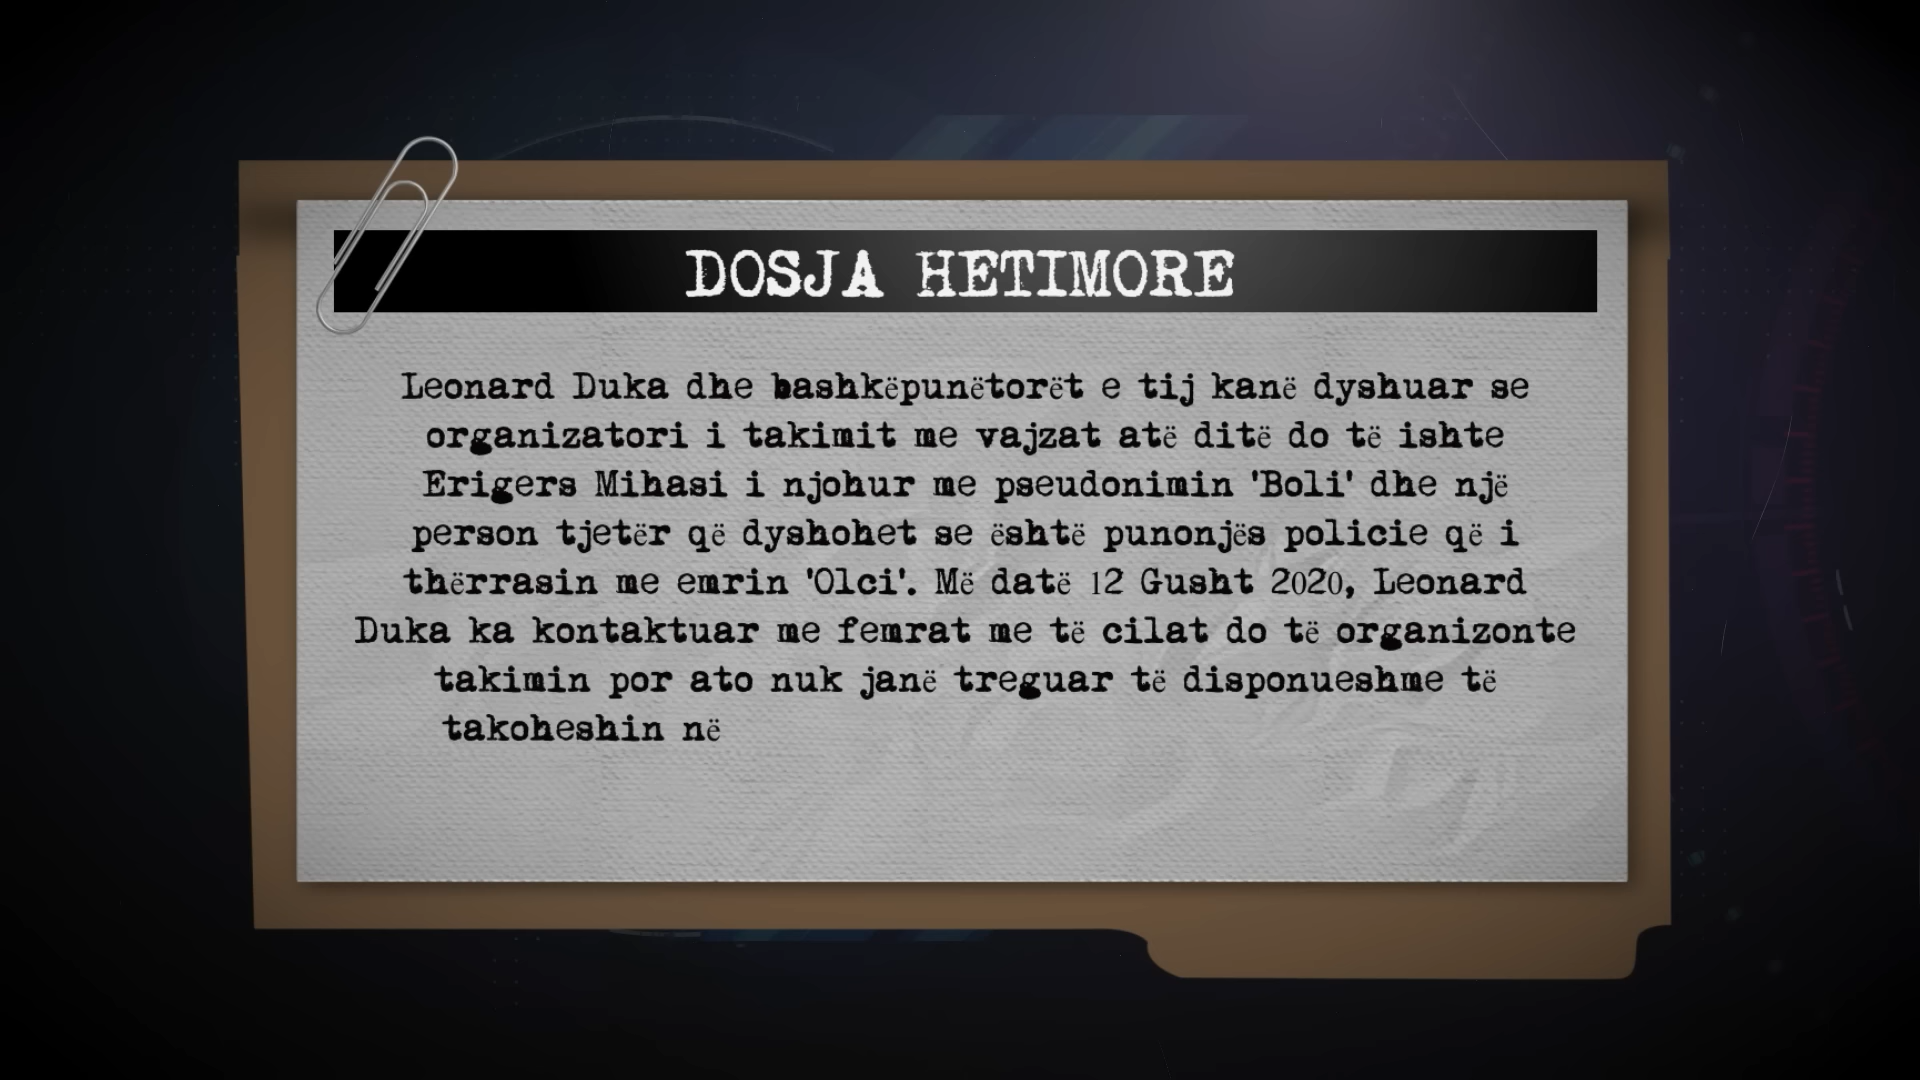 DOSJA HETIMORE
Leonard Duka dhe bashkëpunëtorët e tij kanë dyshuar se
organizatori i takimit me vajzat atë ditë do të ishte
Erigers Mihasi i njohur me pseudonimin 'Boli' dhe një
person tjetër që dyshohet se është punonjës policie që i
thërrasin me emrin 'Olci'. Më datë 12 Gusht 2020, Leonard
Duka ka kontaktuar me femrat me të cilat do të organizonte
takimin por ato nuk janë treguar të disponueshme të
takoheshin në